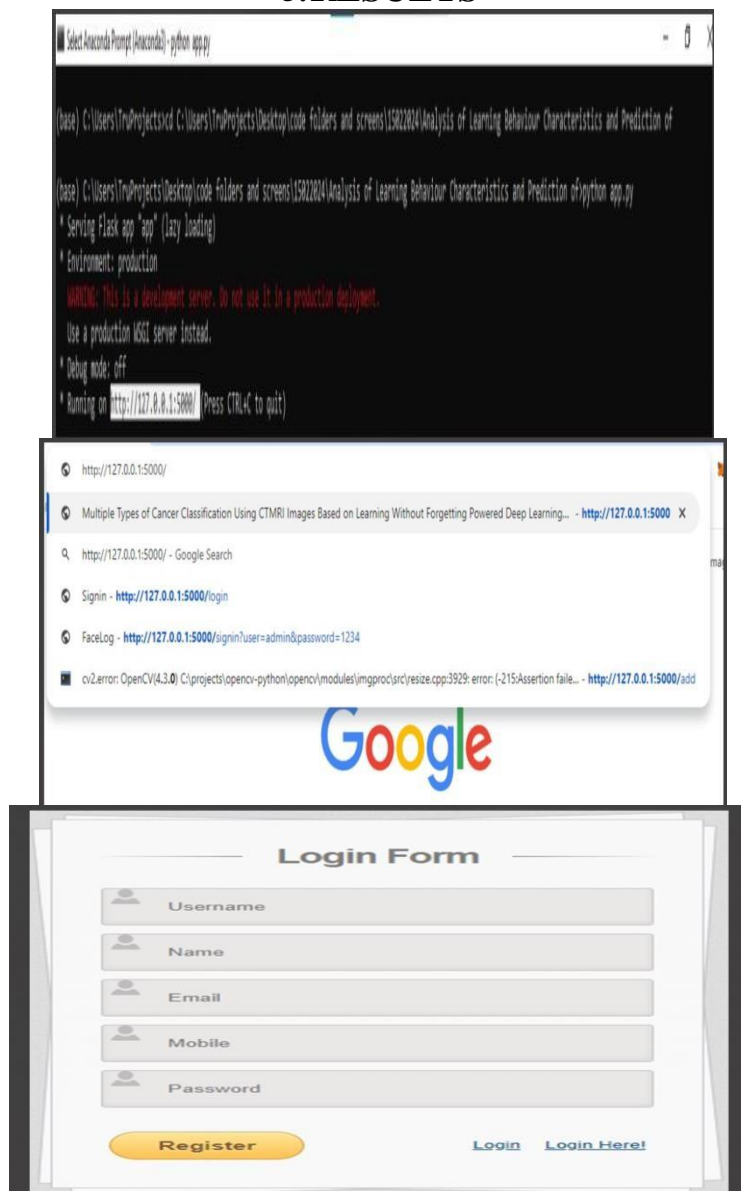 Select Anaconda Prompt (Anaconda3) - python app.py
(base) C:\Users\TruProjects>cd C:\Users\TruProjects\Desktop\code folders and screens\15022024\Analysis of Learning Behaviour Characteristics and Prediction of
(base) C:\Users\TruProjects\Desktop\code folders and screens\15022024\Analysis of Learning Behaviour Characteristics and Prediction of>python app.py
* Serving Flask app "app" (lazy loading)
* Environment: production
WARNING: This is a development server. Do not use it in a production deployment.
Use a production WSGI server instead.
* Debug mode: off
* Running on http://127.0.0.1:5000/ (Press CTRL+C to quit)
http://127.0.0.1:5000/
Multiple Types of Cancer Classification Using CTMRI Images Based on Learning Without Forgetting Powered Deep Learning... - http://127.0.0.1:5000 X
http://127.0.0.1:5000/ - Google Search
Signin - http://127.0.0.1:5000/login
FaceLog - http://127.0.0.1:5000/signin?user=admin&password=1234
cv2.error: OpenCV(4.3.0) C:\projects\opencv-python\opencv\modules\imgproc\src\resize.cpp:3929: error: (-215:Assertion faile... - http://127.0.0.1:5000/add
Google
Login Form
Username
Name
Email
Mobile
Password
Register Login Login Here!